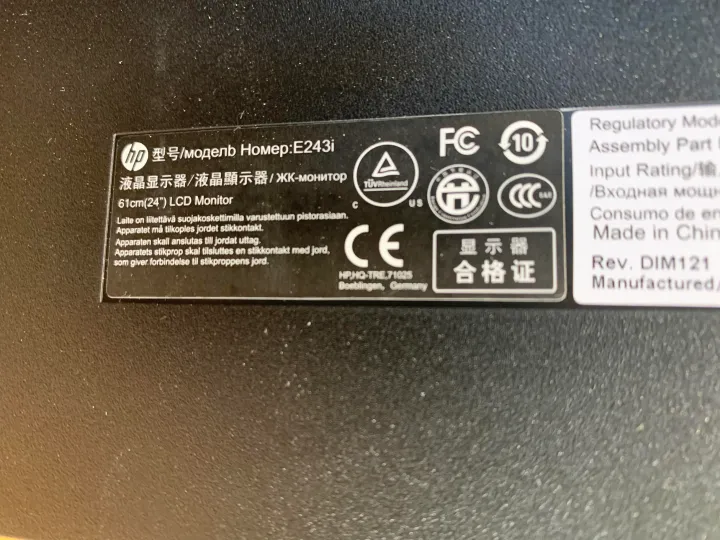 hp 型号/модель Номер:E243i
液晶显示器/液晶顯示器/ЖК-монитор
61cm(24") LCD Monitor
Laite on liitettävä suojakoskettimilla varustettuun pistorasiaan.
Apparatet må tilkoples jordet stikkontakt.
Apparaten skall anslutas till jordat uttag.
Apparatets stikprop skal tilsluttes en stikkontakt med jord,
som giver forbindelse til stikproppens jord.
TÜVRheinland
C US
FC
10
CCC
CE
HP,HQ-TRE,71025
Boeblingen, Germany
显示器
合格证
Regulatory Mode
Assembly Part
Input Rating/输
/Входная мощ
Consumo de en
Made in Chin
Rev. DIM121
Manufactured/